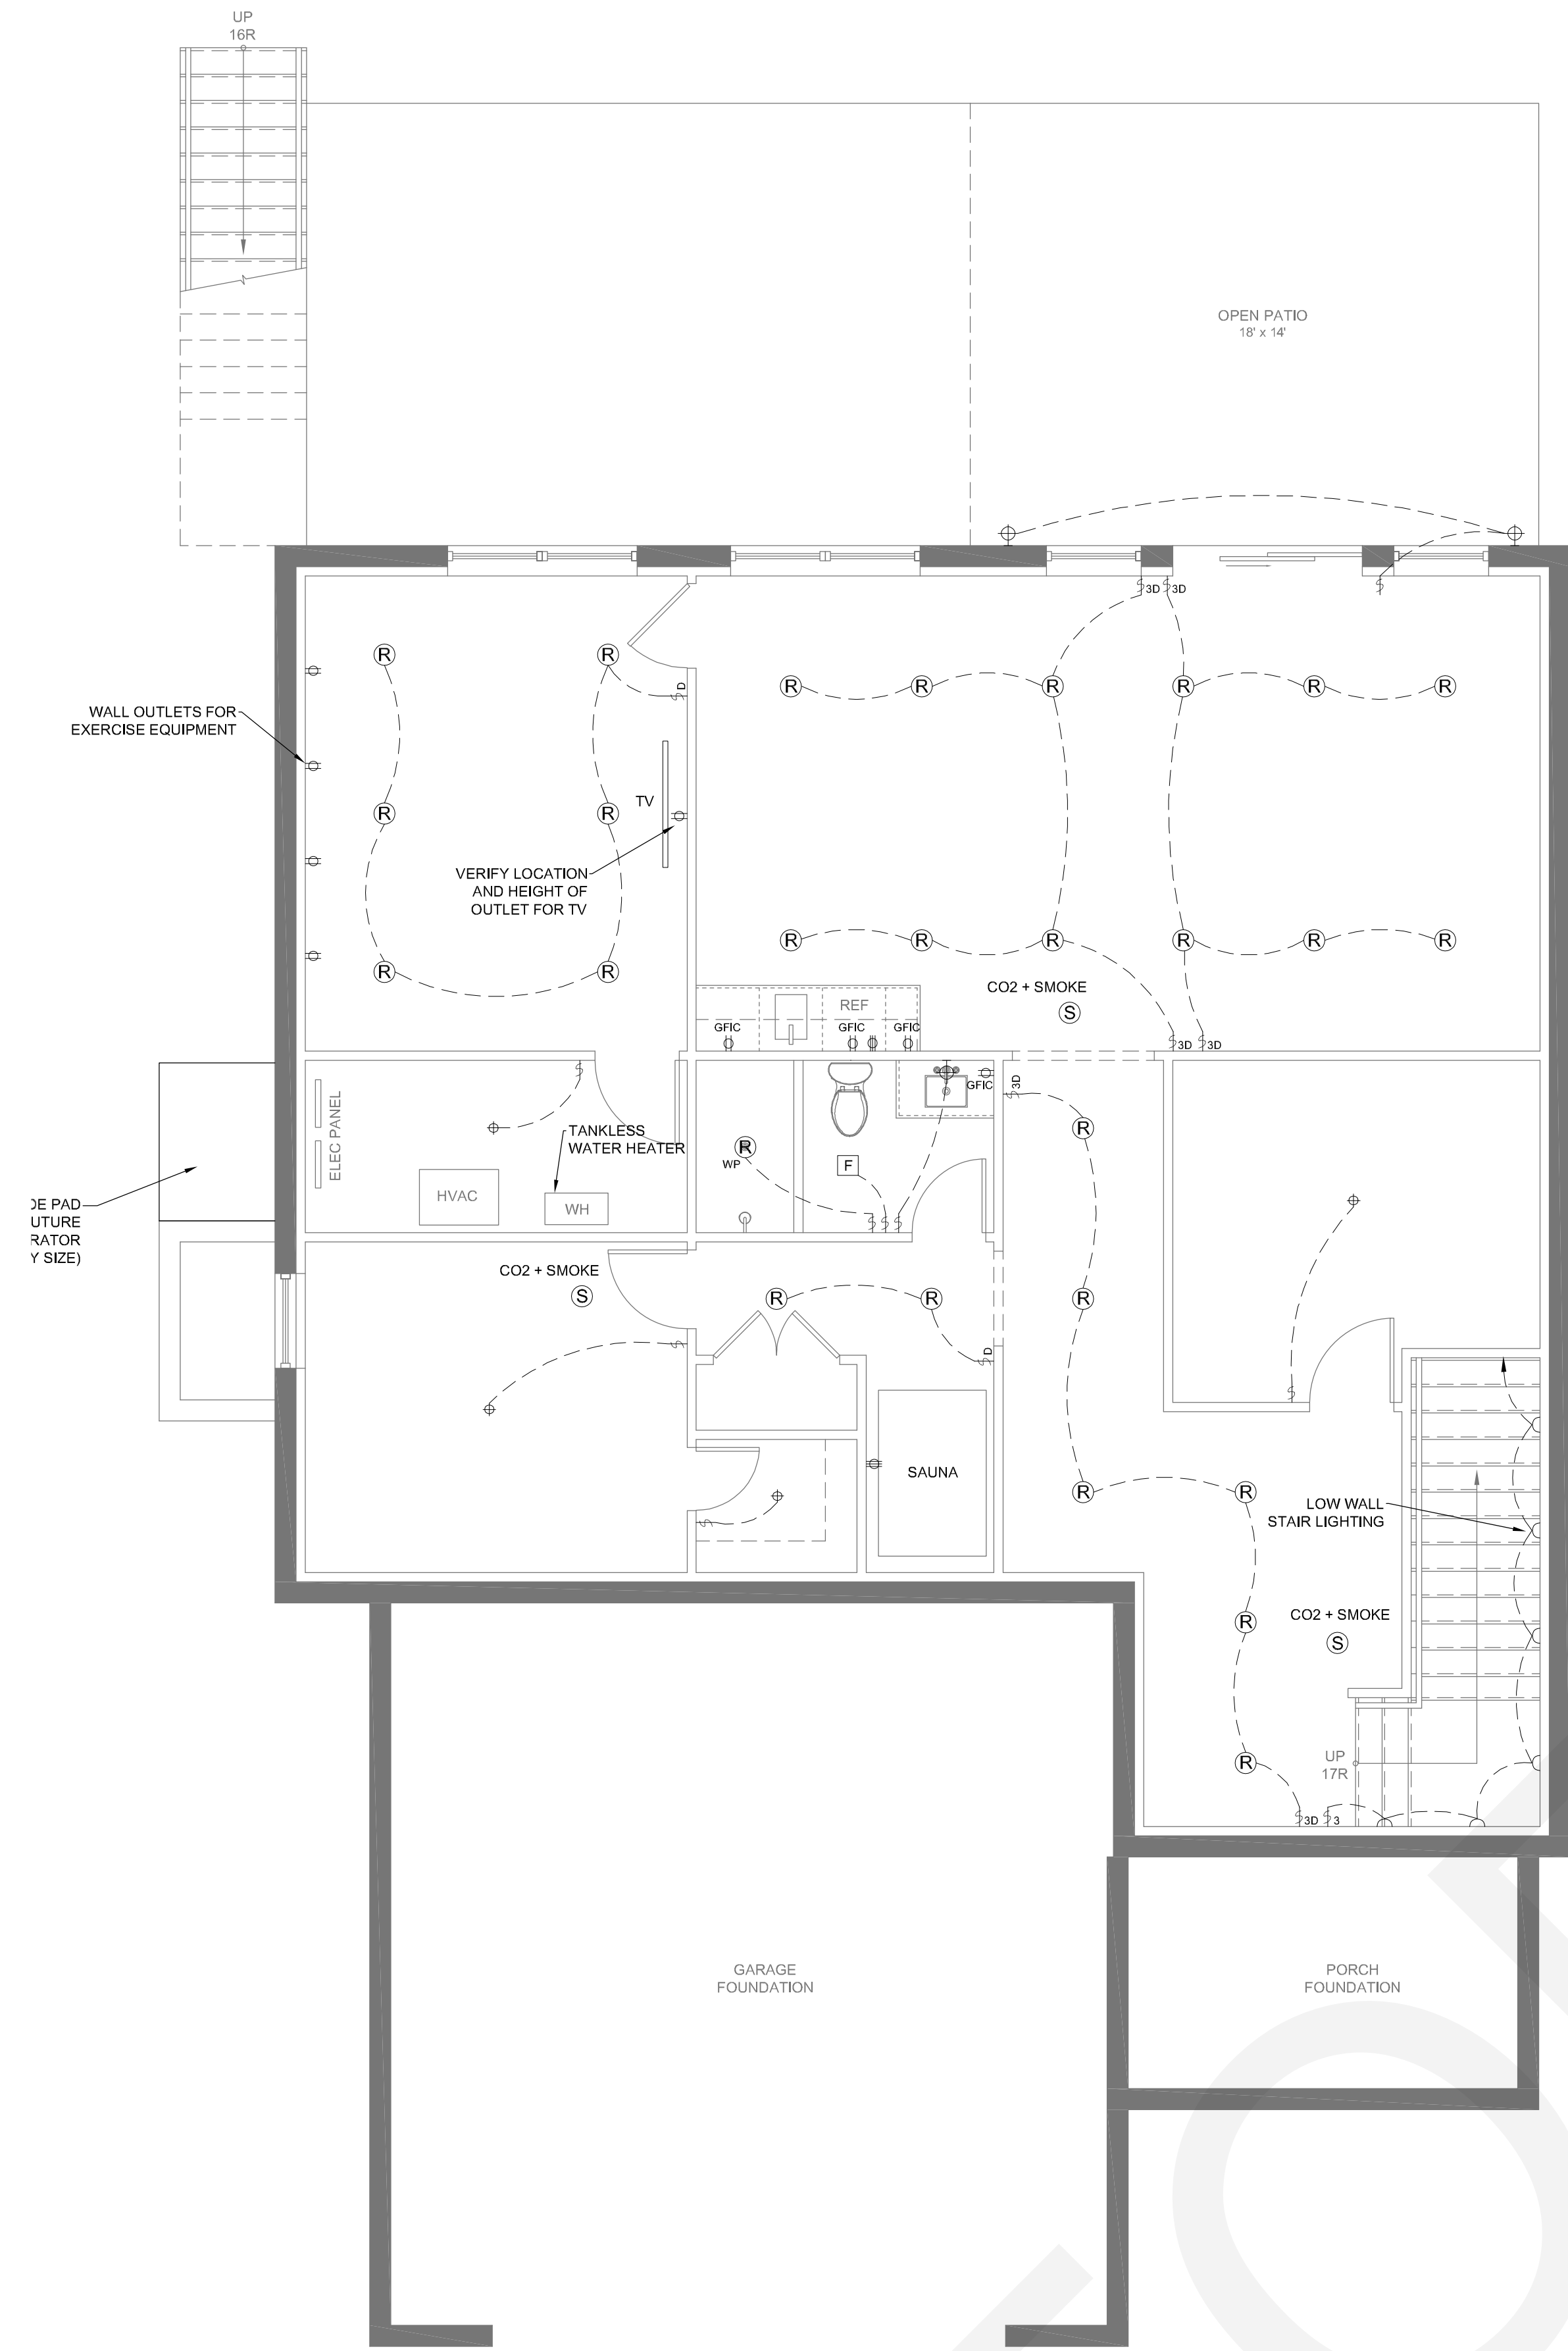 UP
16R
OPEN PATIO
18' x 14'
3D
3D
R
R
D
R
R
R
R
R
R
WALL OUTLETS FOR
EXERCISE EQUIPMENT
TV
R
R
VERIFY LOCATION
AND HEIGHT OF
OUTLET FOR TV
R
R
R
R
R
R
R
R
CO2 + SMOKE
S
REF
GFIC
GFIC
GFIC
3D
3D
ELEC PANEL
TANKLESS
WATER HEATER
HVAC
WH
R
WP
F
GFIC
3D
R
DE PAD
UTURE
RATOR
Y SIZE)
CO2 + SMOKE
S
R
R
R
D
SAUNA
R
R
LOW WALL
STAIR LIGHTING
R
CO2 + SMOKE
S
R
UP
17R
3D
3
GARAGE
FOUNDATION
PORCH
FOUNDATION